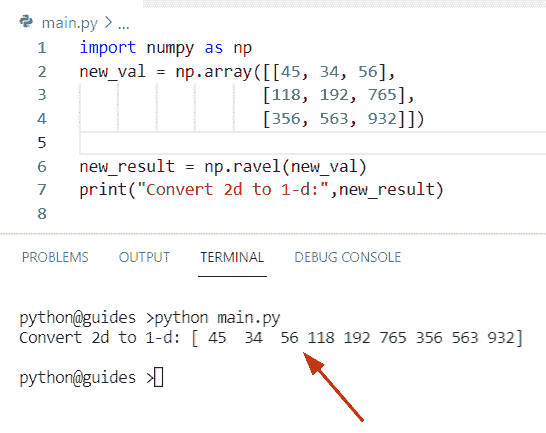 main.py > ...
1 import numpy as np
2 new_val = np.array([[45, 34, 56],
3 [118, 192, 765],
4 [356, 563, 932]])
5
6 new_result = np.ravel(new_val)
7 print("Convert 2d to 1-d:",new_result)
8
PROBLEMS OUTPUT TERMINAL DEBUG CONSOLE
python@guides >python main.py
Convert 2d to 1-d: [ 45  34  56 118 192 765 356 563 932]
python@guides >